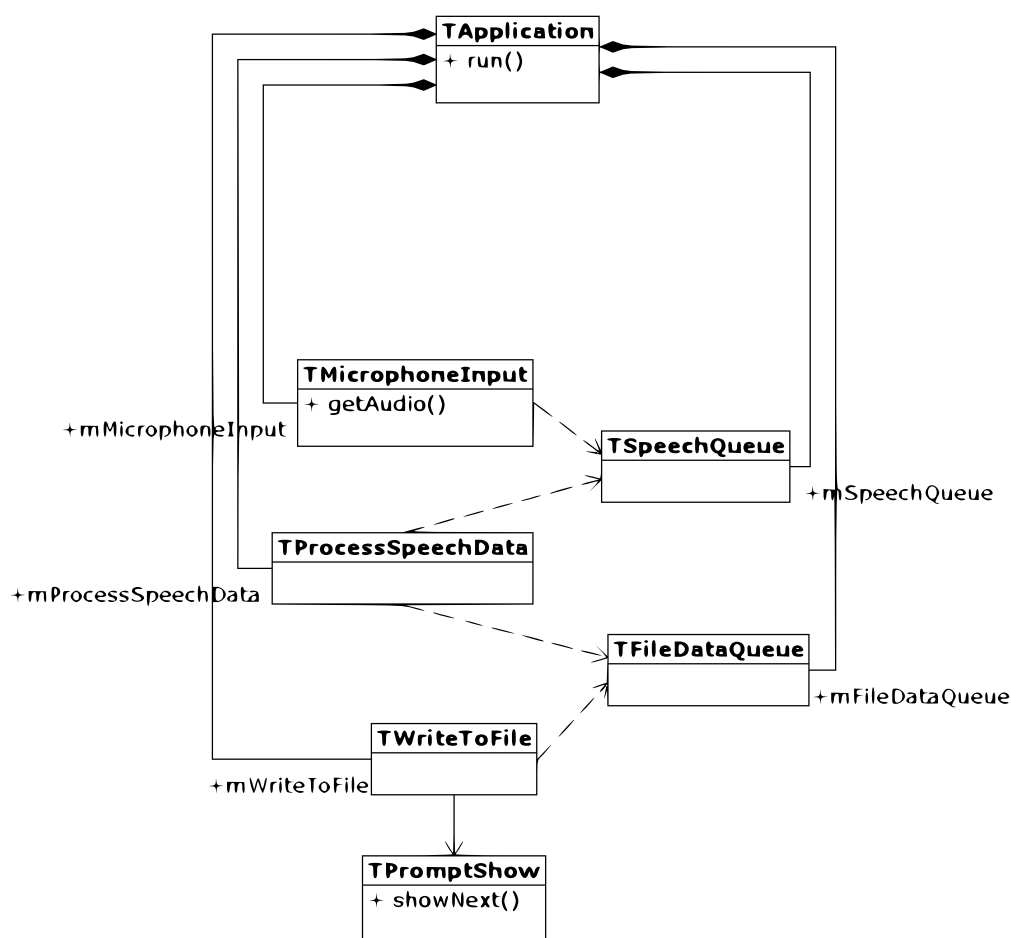 TApplication
+ run()
TMicrophoneInput
+ getAudio()
+mMicrophoneInput
TSpeechQueue
+mSpeechQueue
TProcessSpeechData
+mProcessSpeechData
TFileDataQueue
+mFileDataQueue
TWriteToFile
+mWriteToFile
TPromptShow
+ showNext()